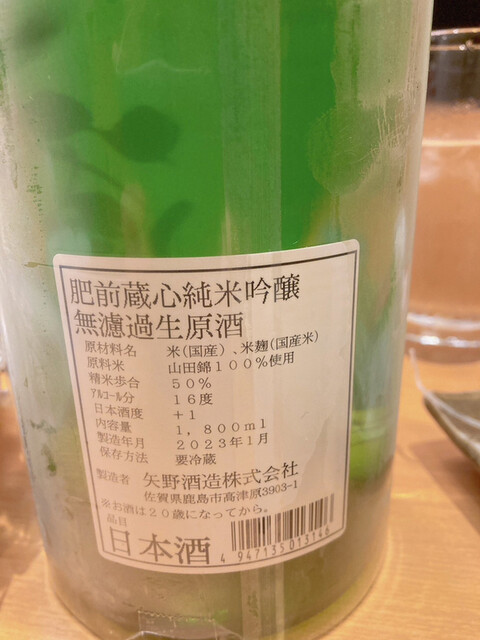 肥前蔵心純米吟醸
無濾過生原酒
原材料名 米(国産)、米麹(国産米)
原料米 山田錦100%使用
精米歩合 50%
アルコール分 16度
日本酒度 +1
内容量 1,800ml
製造年月 2023年1月
保存方法 要冷蔵
製造者 矢野酒造株式会社
佐賀県鹿島市高津原3903-1
※お酒は20歳になってから。
品目
日本酒
4 947135 013146